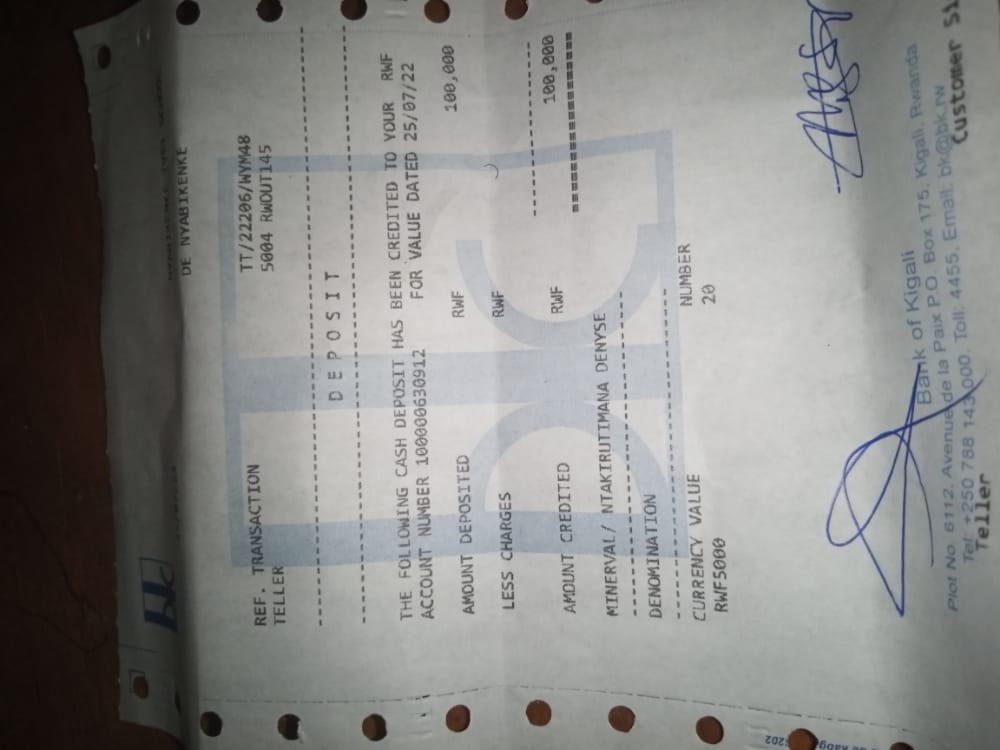 DE NYABIKENKE
REF. TRANSACTION TT/22206/WYM48
TELLER 5004 RWOUT145
DEPOSIT
THE FOLLOWING CASH DEPOSIT HAS BEEN CREDITED TO YOUR RWF
ACCOUNT NUMBER 100000630912 FOR VALUE DATED 25/07/22
AMOUNT DEPOSITED RWF 100,000
LESS CHARGES RWF
AMOUNT CREDITED RWF 100,000
MINERVAL/ NTAKIRUTIMANA DENYSE
DENOMINATION
CURRENCY VALUE NUMBER
RWF5000 20
Bank of Kigali
Plot No. 6112, Avenue de la Paix P.O. Box 175, Kigali, Rwanda
Tel: +250 788 143 000, Toll: 4455, Email: bk@bk.rw
Teller Customer Si